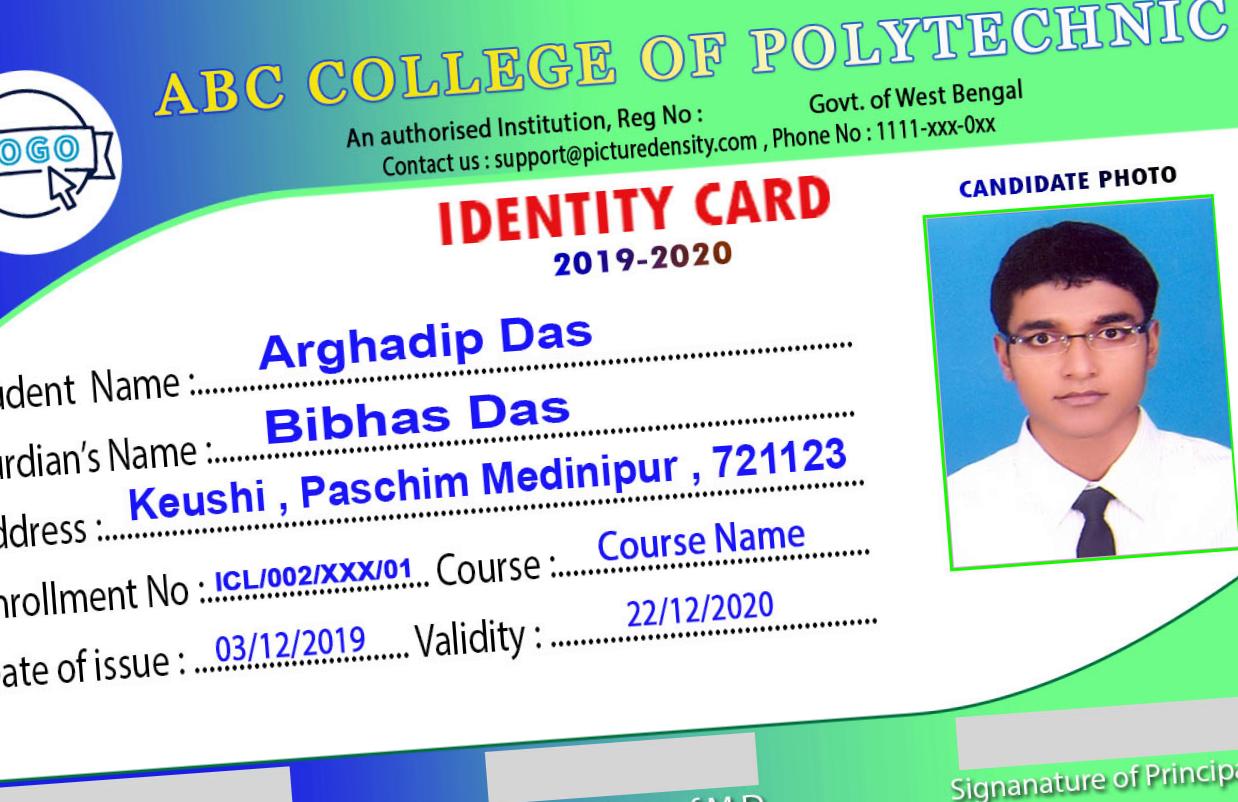 ABC COLLEGE OF POLYTECHNIC
An authorised Institution, Reg No : Govt. of West Bengal
Contact us : support@picturedensity.com , Phone No : 1111-xxx-0xx
OGO
IDENTITY CARD
2019-2020
CANDIDATE PHOTO
udent Name : Arghadip Das
urdian's Name : Bibhas Das
ddress : Keushi , Paschim Medinipur , 721123
nrollment No : ICL/002/XXX/01 Course : Course Name
ate of issue : 03/12/2019 Validity : 22/12/2020
Signanature of Principa